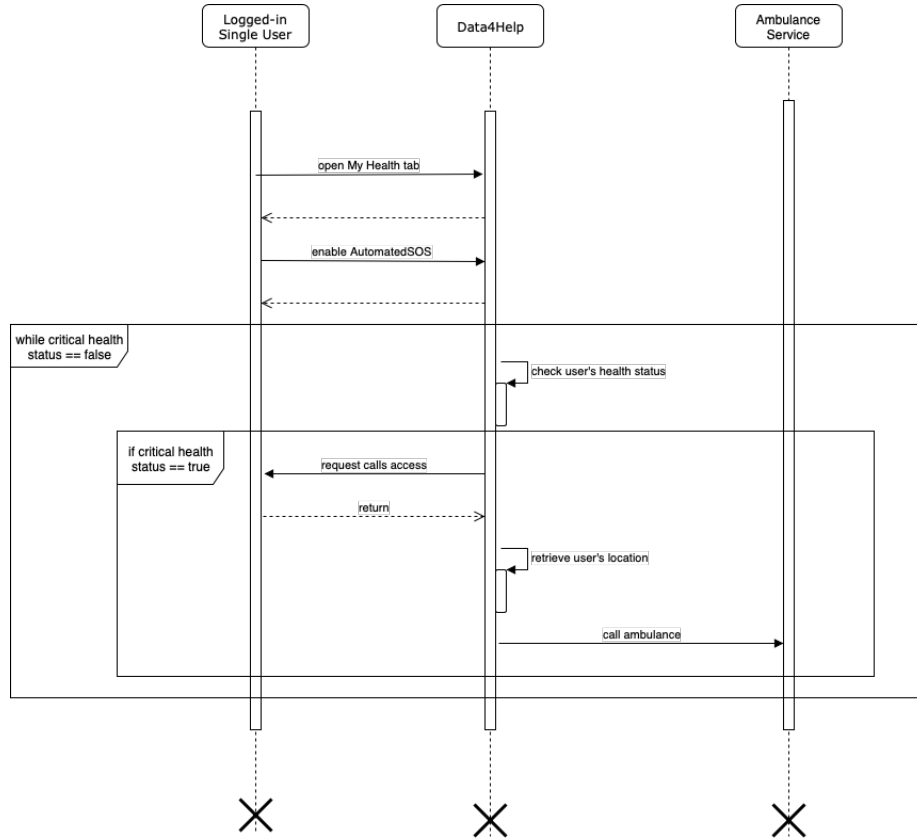 Logged-in
Single User
Data4Help
Ambulance
Service
open My Health tab
enable AutomatedSOS
while critical health
status == false
check user's health status
if critical health
status == true
request calls access
return
retrieve user's location
call ambulance